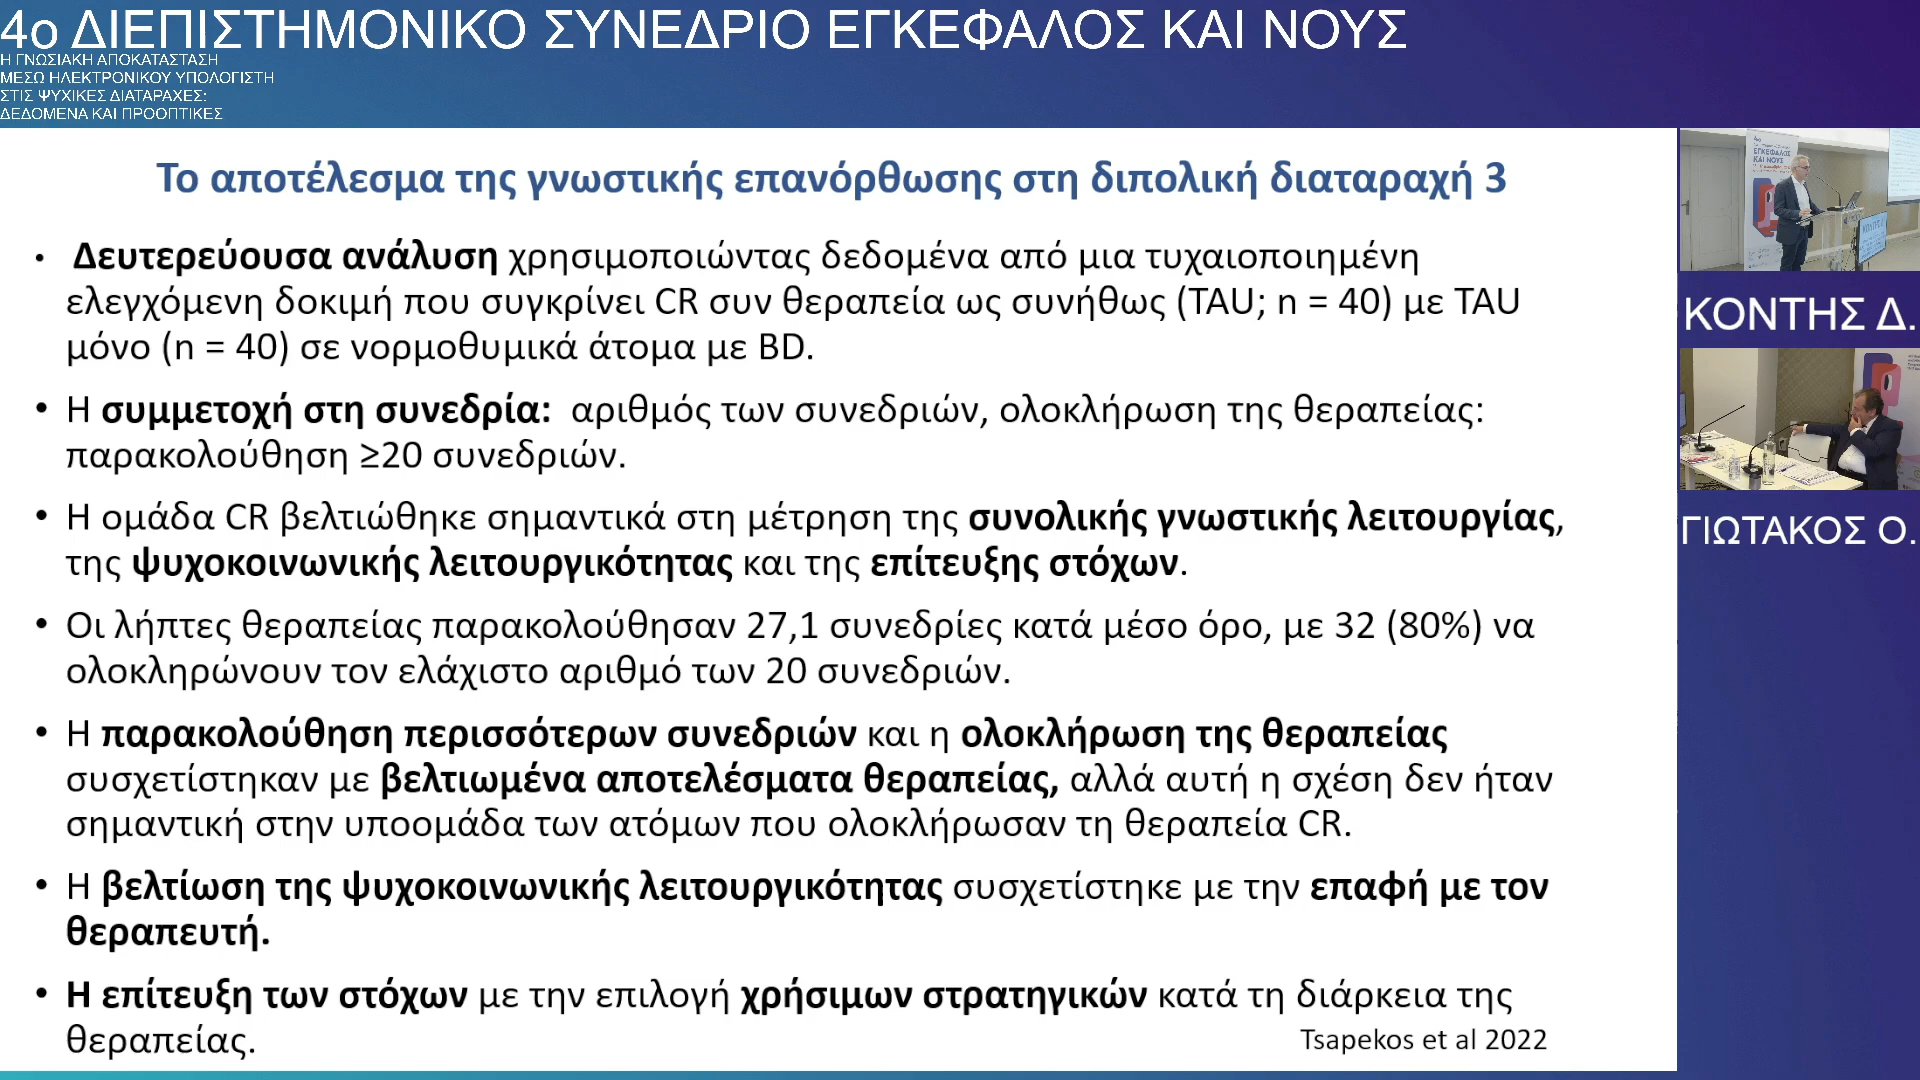 4ο ΔΙΕΠΙΣΤΗΜΟΝΙΚΟ ΣΥΝΕΔΡΙΟ ΕΓΚΕΦΑΛΟΣ ΚΑΙ ΝΟΥΣ
Η ΓΝΩΣΙΑΚΗ ΑΠΟΚΑΤΑΣΤΑΣΗ
ΜΕΣΩ ΗΛΕΚΤΡΟΝΙΚΟΥ ΥΠΟΛΟΓΙΣΤΗ
ΣΤΙΣ ΨΥΧΙΚΕΣ ΔΙΑΤΑΡΑΧΕΣ:
ΔΕΔΟΜΕΝΑ ΚΑΙ ΠΡΟΟΠΤΙΚΕΣ
Το αποτέλεσμα της γνωστικής επανόρθωσης στη διπολική διαταραχή 3
• Δευτερεύουσα ανάλυση χρησιμοποιώντας δεδομένα από μια τυχαιοποιημένη
ελεγχόμενη δοκιμή που συγκρίνει CR συν θεραπεία ως συνήθως (TAU; n = 40) με TAU
μόνο (n = 40) σε νορμοθυμικά άτομα με BD.
• Η συμμετοχή στη συνεδρία: αριθμός των συνεδριών, ολοκλήρωση της θεραπείας:
παρακολούθηση ≥20 συνεδριών.
• Η ομάδα CR βελτιώθηκε σημαντικά στη μέτρηση της συνολικής γνωστικής λειτουργίας,
της ψυχοκοινωνικής λειτουργικότητας και της επίτευξης στόχων.
• Οι λήπτες θεραπείας παρακολούθησαν 27,1 συνεδρίες κατά μέσο όρο, με 32 (80%) να
ολοκληρώνουν τον ελάχιστο αριθμό των 20 συνεδριών.
• Η παρακολούθηση περισσότερων συνεδριών και η ολοκλήρωση της θεραπείας
συσχετίστηκαν με βελτιωμένα αποτελέσματα θεραπείας, αλλά αυτή η σχέση δεν ήταν
σημαντική στην υποομάδα των ατόμων που ολοκλήρωσαν τη θεραπεία CR.
• Η βελτίωση της ψυχοκοινωνικής λειτουργικότητας συσχετίστηκε με την επαφή με τον
θεραπευτή.
• Η επίτευξη των στόχων με την επιλογή χρήσιμων στρατηγικών κατά τη διάρκεια της
θεραπείας.
Tsapekos et al 2022
ΕΓΚΕΦΑΛΟΣ
ΚΑΙ ΝΟΥΣ
ΚΟΝΤΗΣ Δ.
ΓΙΩΤΑΚΟΣ Ο.